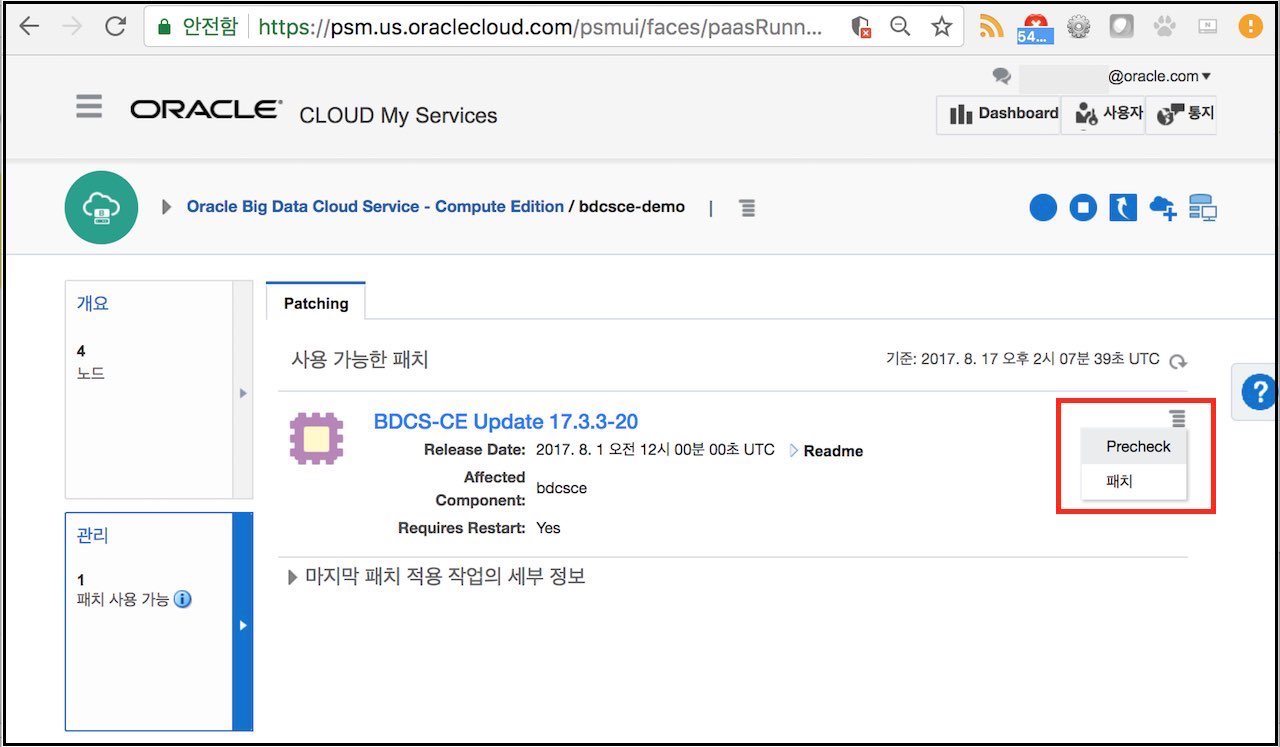 안전함 https://psm.us.oraclecloud.com/psmui/faces/paasRunn...
54...
N
@oracle.com
ORACLE CLOUD My Services
Dashboard 사용자 통지
Oracle Big Data Cloud Service - Compute Edition / bdcsce-demo |
개요
4
노드
관리
1
패치 사용 가능
Patching
사용 가능한 패치 기준: 2017. 8. 17 오후 2시 07분 39초 UTC
BDCS-CE Update 17.3.3-20
Release Date: 2017. 8. 1 오전 12시 00분 00초 UTC Readme
Affected
Component: bdcsce
Requires Restart: Yes
Precheck
패치
마지막 패치 적용 작업의 세부 정보
?